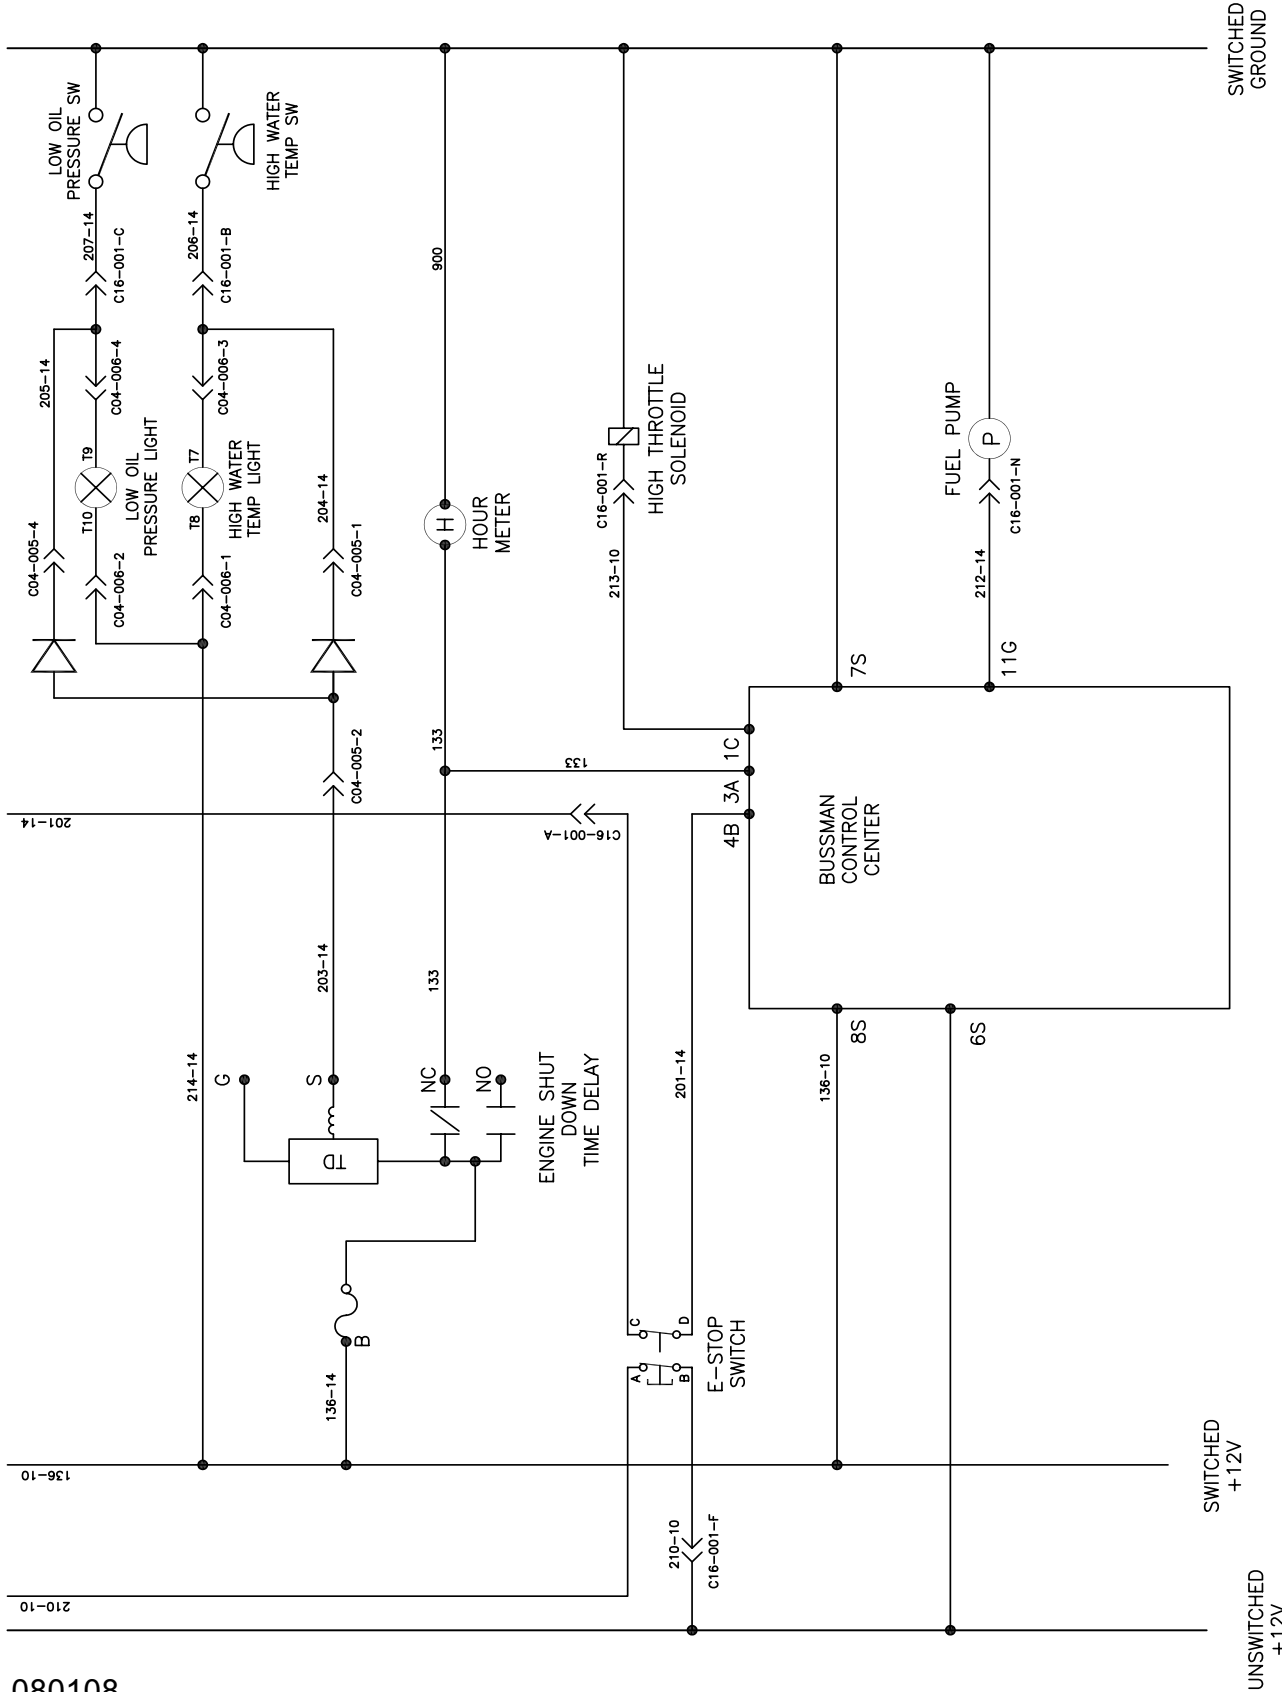 SWITCHED
GROUND
LOW OIL
PRESSURE SW
HIGH WATER
TEMP SW
207-14
C16-001-C
206-14
C16-001-B
900
205-14
C04-006-4
C04-006-3
C04-005-4
T9
T10
LOW OIL
PRESSURE LIGHT
C04-006-2
T7
T8
HIGH WATER
TEMP LIGHT
C04-006-1
204-14
C04-005-1
H
HOUR
METER
C16-001-R
HIGH THROTTLE
SOLENOID
213-10
FUEL PUMP
P
C16-001-N
212-14
7S
11G
133
133
C04-005-2
201-14
C16-001-A
1C
3A
4B
BUSSMAN
CONTROL
CENTER
203-14
133
214-14
G
S
NC
NO
TD
ENGINE SHUT
DOWN
TIME DELAY
201-14
136-10
8S
6S
B
136-14
C
D
A
B
E-STOP
SWITCH
136-10
SWITCHED
+12V
210-10
C16-001-F
210-10
UNSWITCHED
+12V
080108